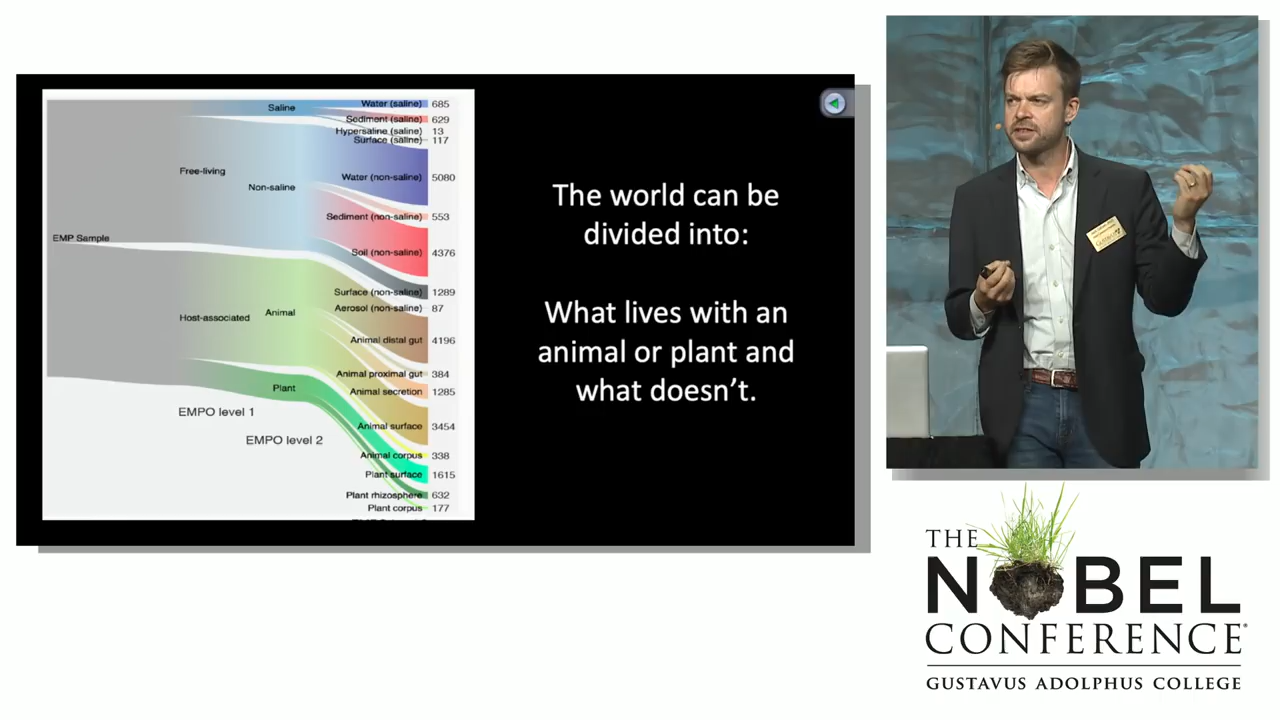 Saline
Water (saline) 685
Sediment (saline) 629
Hypersaline (saline) 13
Surface (saline) 117
Free-living
Non-saline
Water (non-saline) 5080
Sediment (non-saline) 553
EMP Sample
Soil (non-saline) 4376
Surface (non-saline) 1289
Aerosol (non-saline) 87
Host-associated
Animal
Animal distal gut 4196
Animal proximal gut 384
Animal secretion 1285
Plant
Animal surface 3454
Animal corpus 338
Plant surface 1615
Plant rhizosphere 632
Plant corpus 177
EMPO level 1
EMPO level 2
The world can be
divided into:
What lives with an
animal or plant and
what doesn't.
THE
NOBEL
CONFERENCE®
GUSTAVUS ADOLPHUS COLLEGE